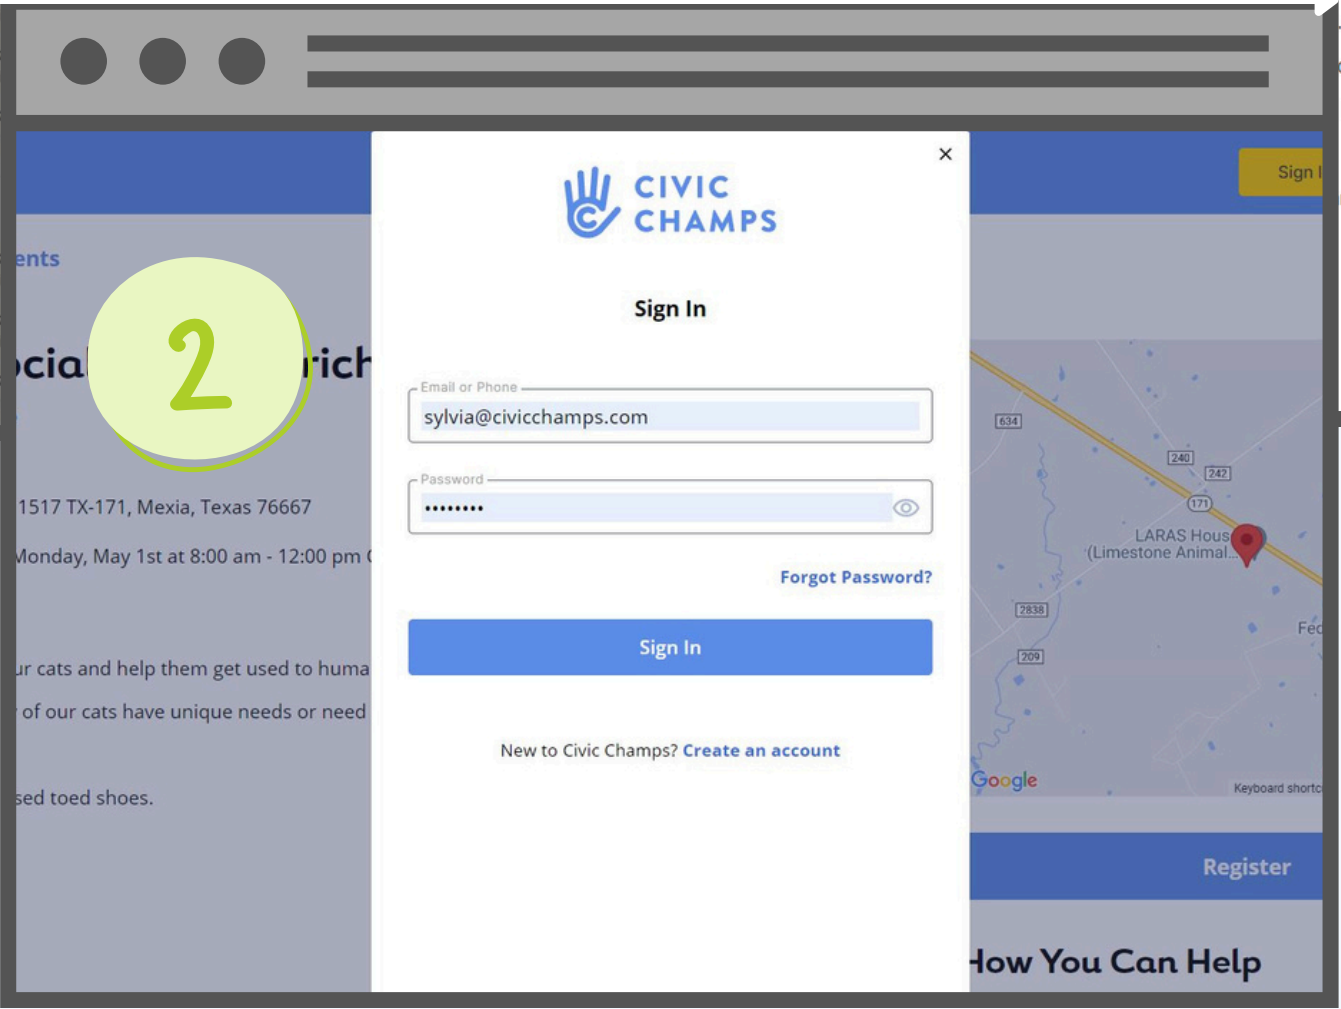 Sign I
ents
ocial
rich
2
1517 TX-171, Mexia, Texas 76667
Monday, May 1st at 8:00 am - 12:00 pm
ur cats and help them get used to huma
of our cats have unique needs or need
sed toed shoes.
CIVIC
CHAMPS
Sign In
Email or Phone
sylvia@civicchamps.com
Password
••••••••
Forgot Password?
Sign In
New to Civic Champs? Create an account
634
240
242
171
LARAS Hous
(Limestone Animal...
2838
209
Fed
Google
Keyboard shortc
Register
How You Can Help